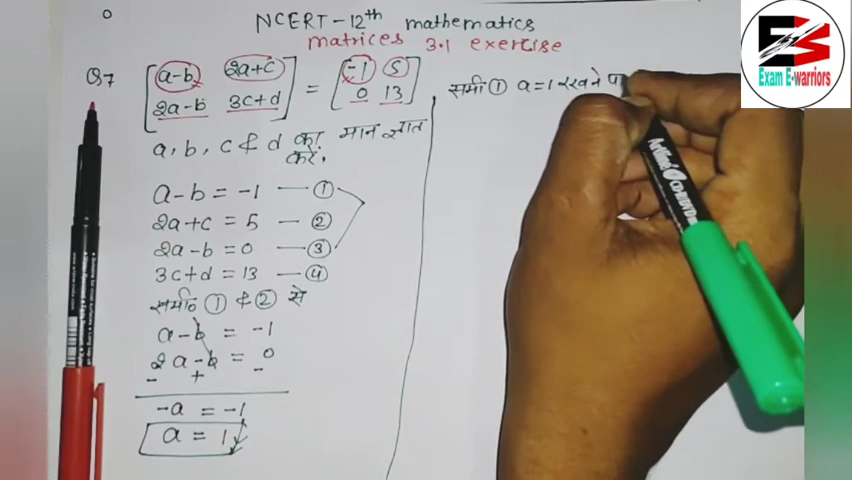 NCERT - 12th mathematics
matrices 3.1 exercise
Q7 [a-b 2a+c 2a-b 3c+d] = [-1 5 0 13]
a, b, c & d का मान ज्ञात
करें.
a-b = -1 — ①
2a+c = 5 — ②
2a-b = 0 — ③
3c+d = 13 — ④
समी० ① & ② से
a-b = -1
2a-b = 0
- + -
-a = -1
a = 1
समी ① a=1 रखने प
Exam E-warriors